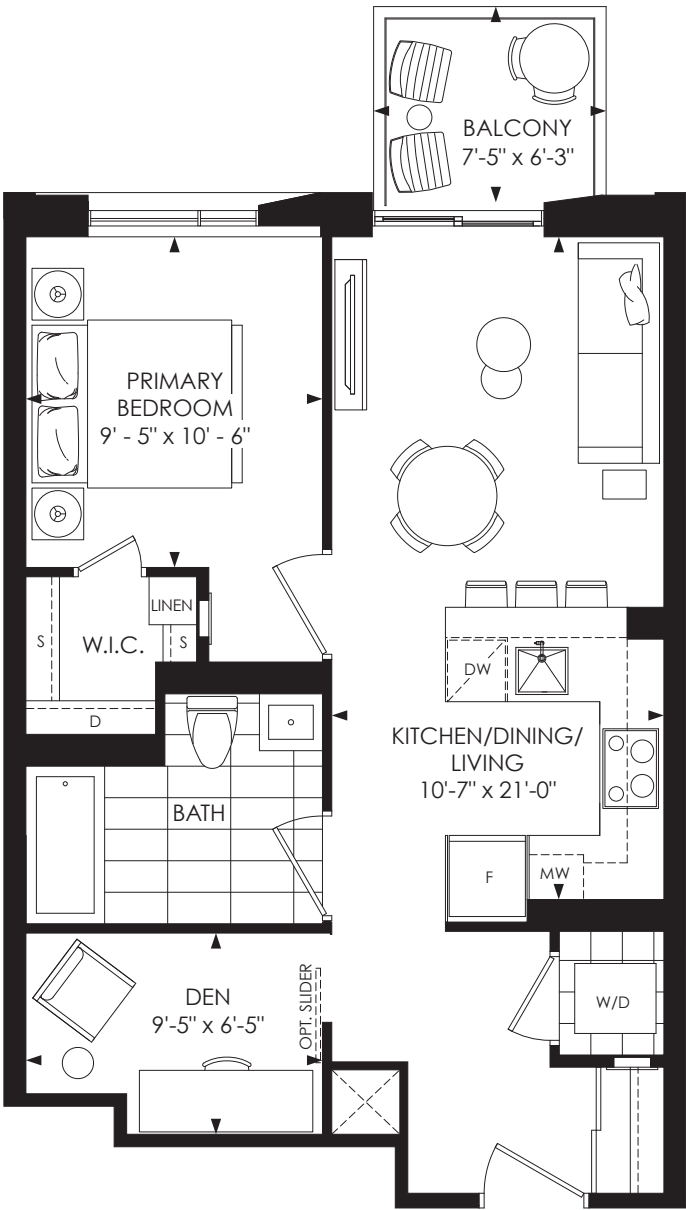 BALCONY
7'-5" x 6'-3"
PRIMARY
BEDROOM
9' - 5" x 10' - 6"
LINEN
S
W.I.C.
S
D
DW
KITCHEN/DINING/
LIVING
10'-7" x 21'-0"
BATH
F
MW
DEN
9'-5" x 6'-5"
OPT. SLIDER
W/D